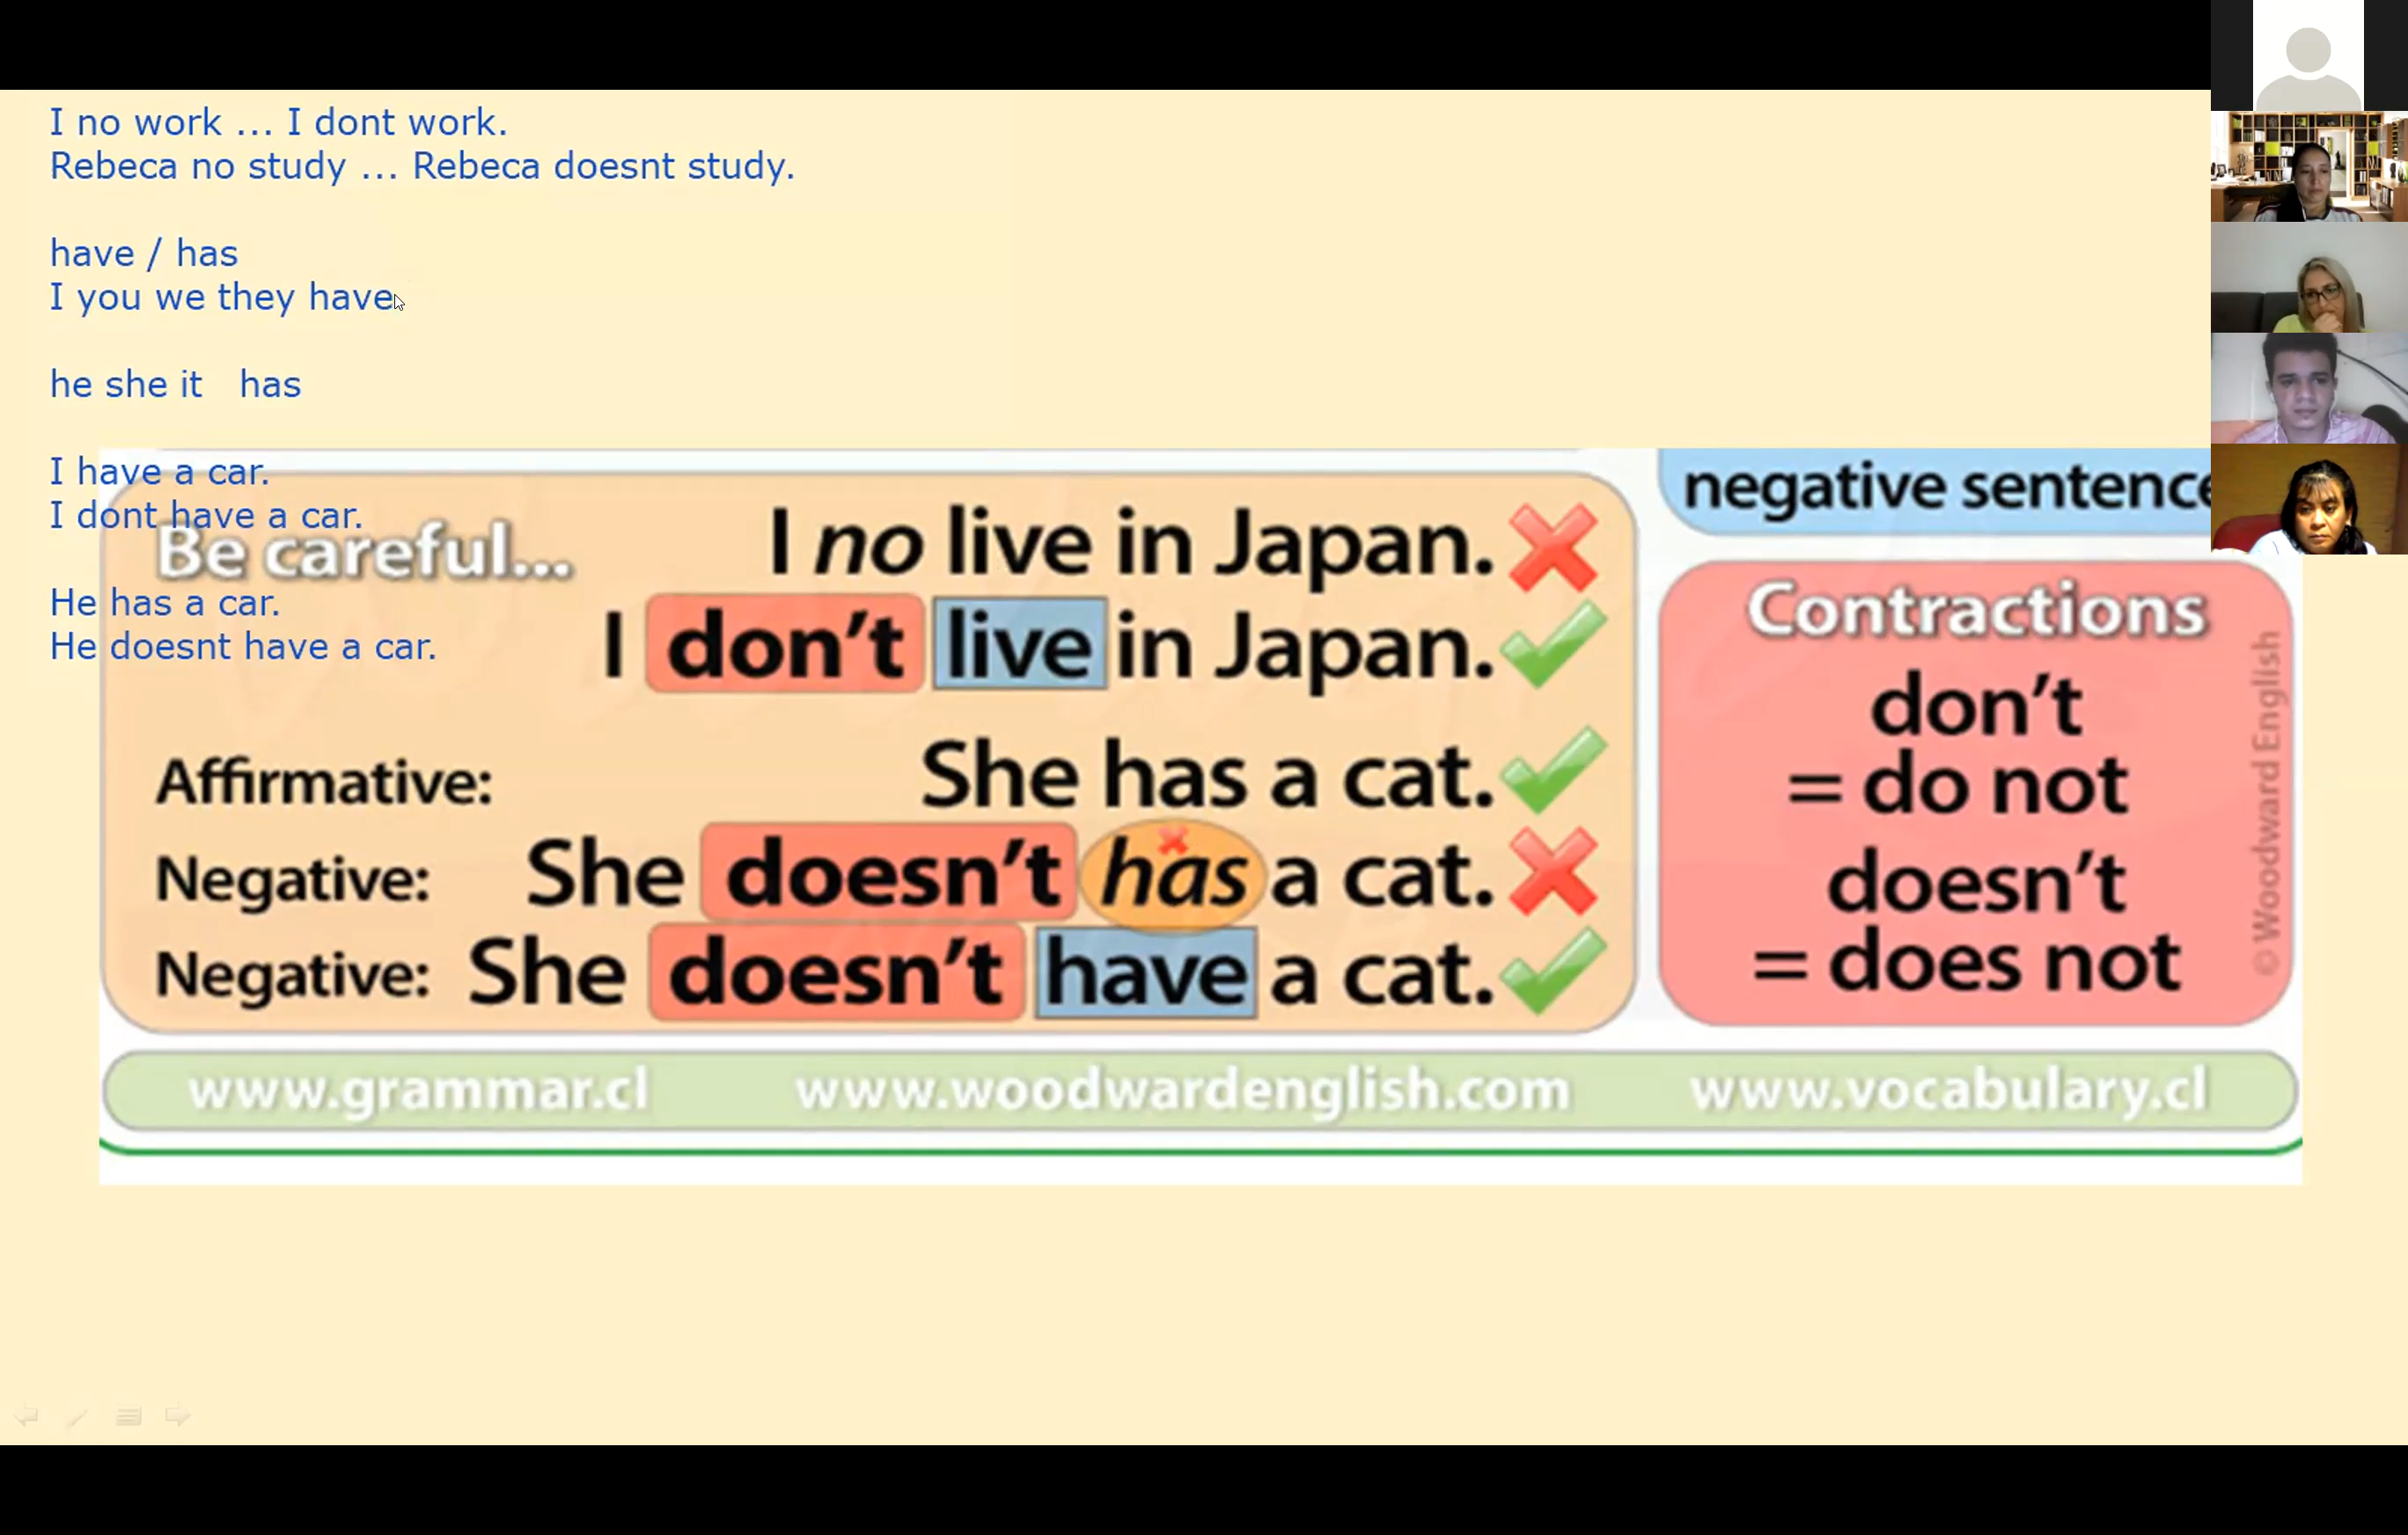 I no work ... I dont work.
Rebeca no study ... Rebeca doesnt study.
have / has
I you we they have
he she it has
I have a car.
I dont have a car.
He has a car.
He doesnt have a car.
Be careful...
I no live in Japan.
I don't live in Japan.
Affirmative: She has a cat.
Negative: She doesn't has a cat.
Negative: She doesn't have a cat.
negative sentence
Contractions
don't
= do not
doesn't
= does not
© Woodward English
www.grammar.cl www.woodwardenglish.com www.vocabulary.cl